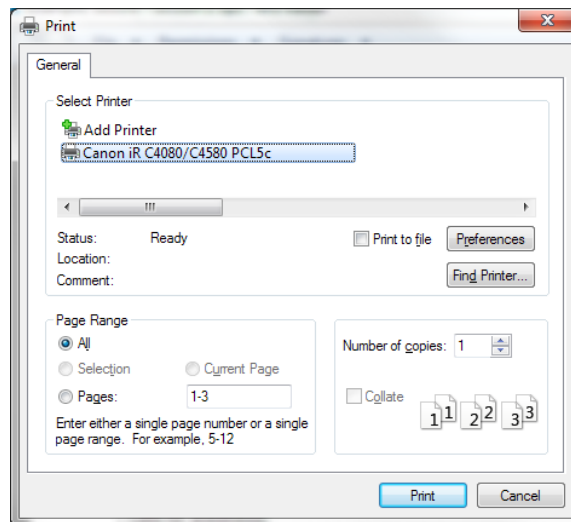 Print
General
Select Printer
Add Printer
Canon iR C4080/C4580 PCL5c
Status: Ready
Print to file
Preferences
Location:
Comment:
Find Printer...
Page Range
All
Selection
Current Page
Pages: 1-3
Enter either a single page number or a single
page range. For example, 5-12
Number of copies: 1
Collate
1 1 2 2 3 3
Print
Cancel